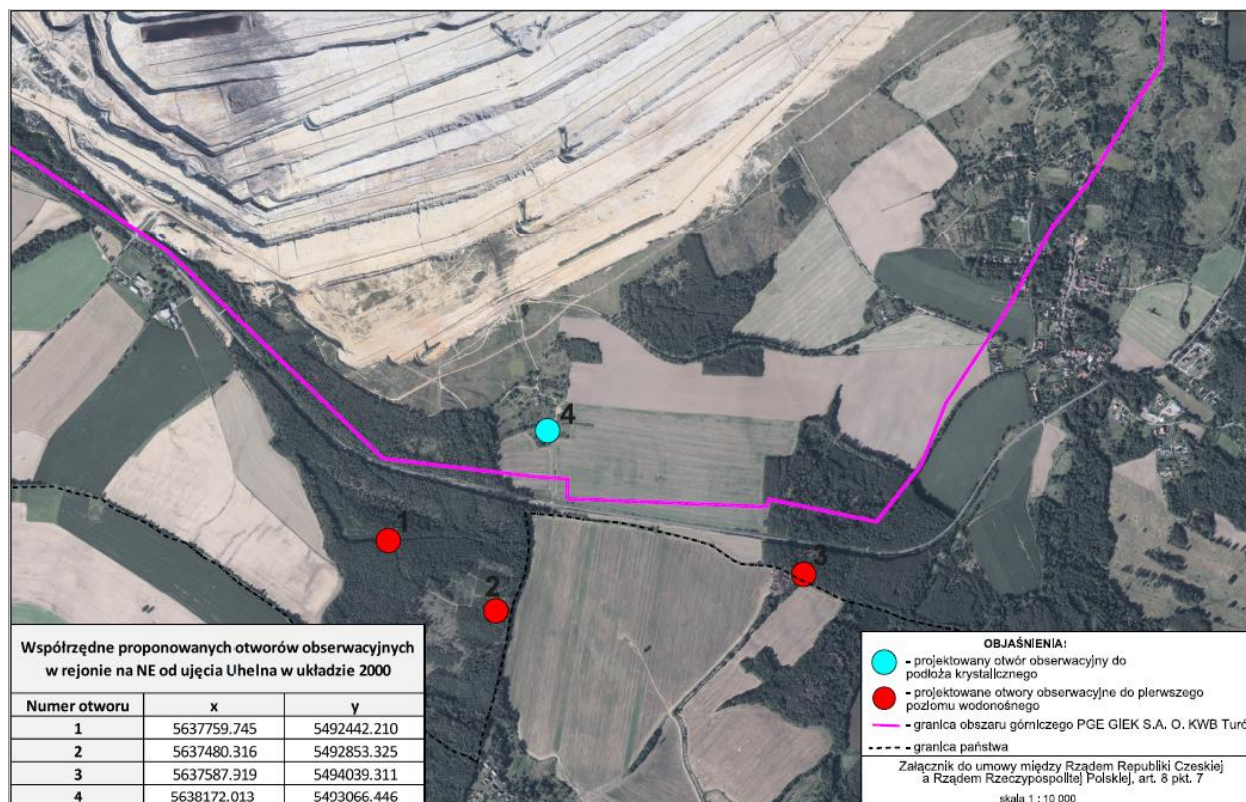 4
1
3
2
Współrzędne proponowanych otworów obserwacyjnych
w rejonie na NE od ujęcia Uhelna w układzie 2000
Numer otworu x y
1 5637759.745 5492442.210
2 5637480.316 5492853.325
3 5637587.919 5494039.311
4 5638172.013 5493066.446
OBJAŚNIENIA:
- projektowany otwór obserwacyjny do
podłoża krystalicznego
- projektowane otwory obserwacyjne do pierwszego
poziomu wodonośnego
- granica obszaru górniczego PGE GiEK S.A. O. KWB Turó
- granica państwa
Załącznik do umowy między Rządem Republiki Czeskiej
a Rządem Rzeczypospolitej Polskiej, art. 8 pkt. 7
skala 1 : 10 000